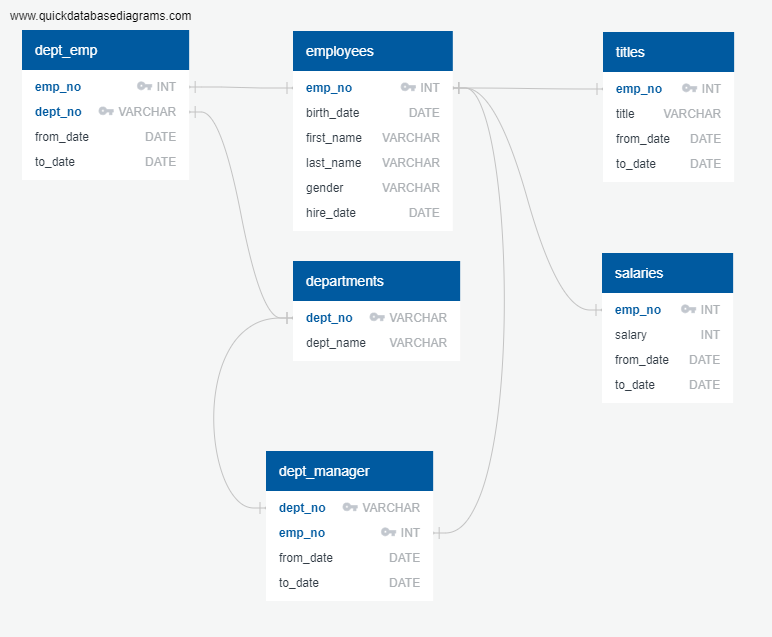 www.quickdatabasediagrams.com
dept_emp
emp_no INT
dept_no VARCHAR
from_date DATE
to_date DATE
employees
emp_no INT
birth_date DATE
first_name VARCHAR
last_name VARCHAR
gender VARCHAR
hire_date DATE
titles
emp_no INT
title VARCHAR
from_date DATE
to_date DATE
departments
dept_no VARCHAR
dept_name VARCHAR
salaries
emp_no INT
salary INT
from_date DATE
to_date DATE
dept_manager
dept_no VARCHAR
emp_no INT
from_date DATE
to_date DATE